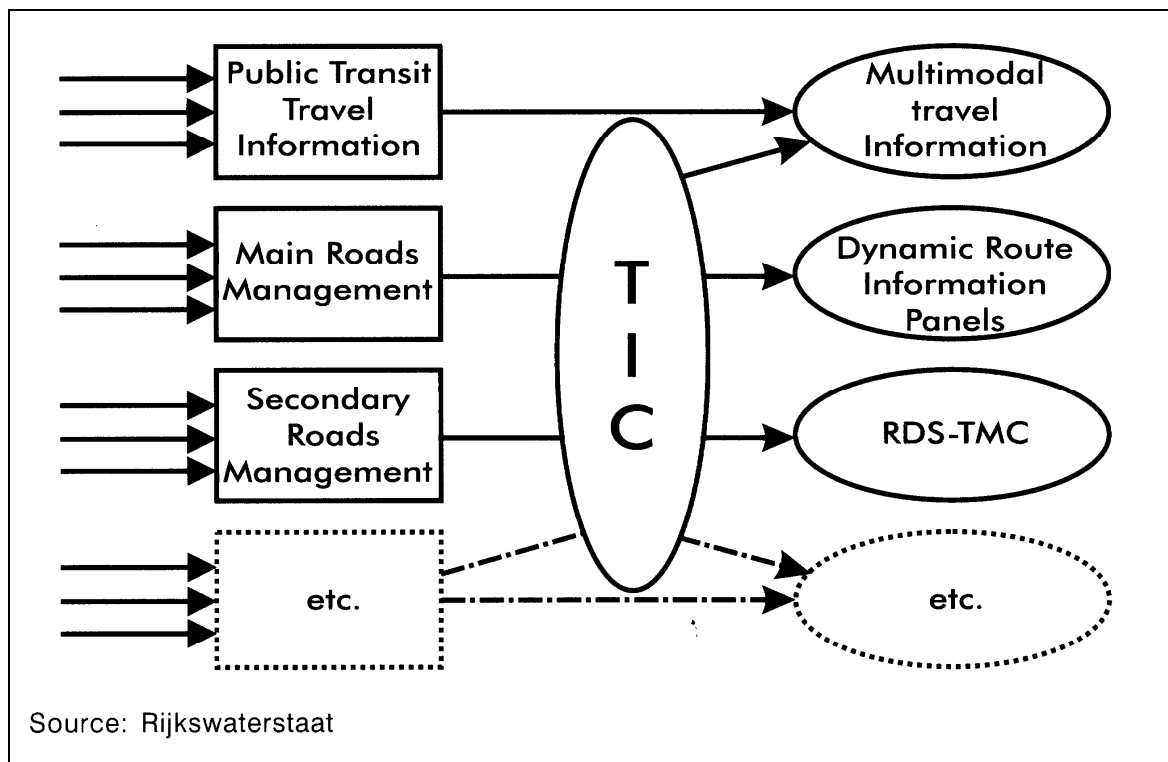 Public Transit
Travel
Information
Multimodal
travel
Information
Main Roads
Management
Dynamic Route
Information
Panels
T
I
C
Secondary
Roads
Management
RDS-TMC
etc.
etc.
Source: Rijkswaterstaat